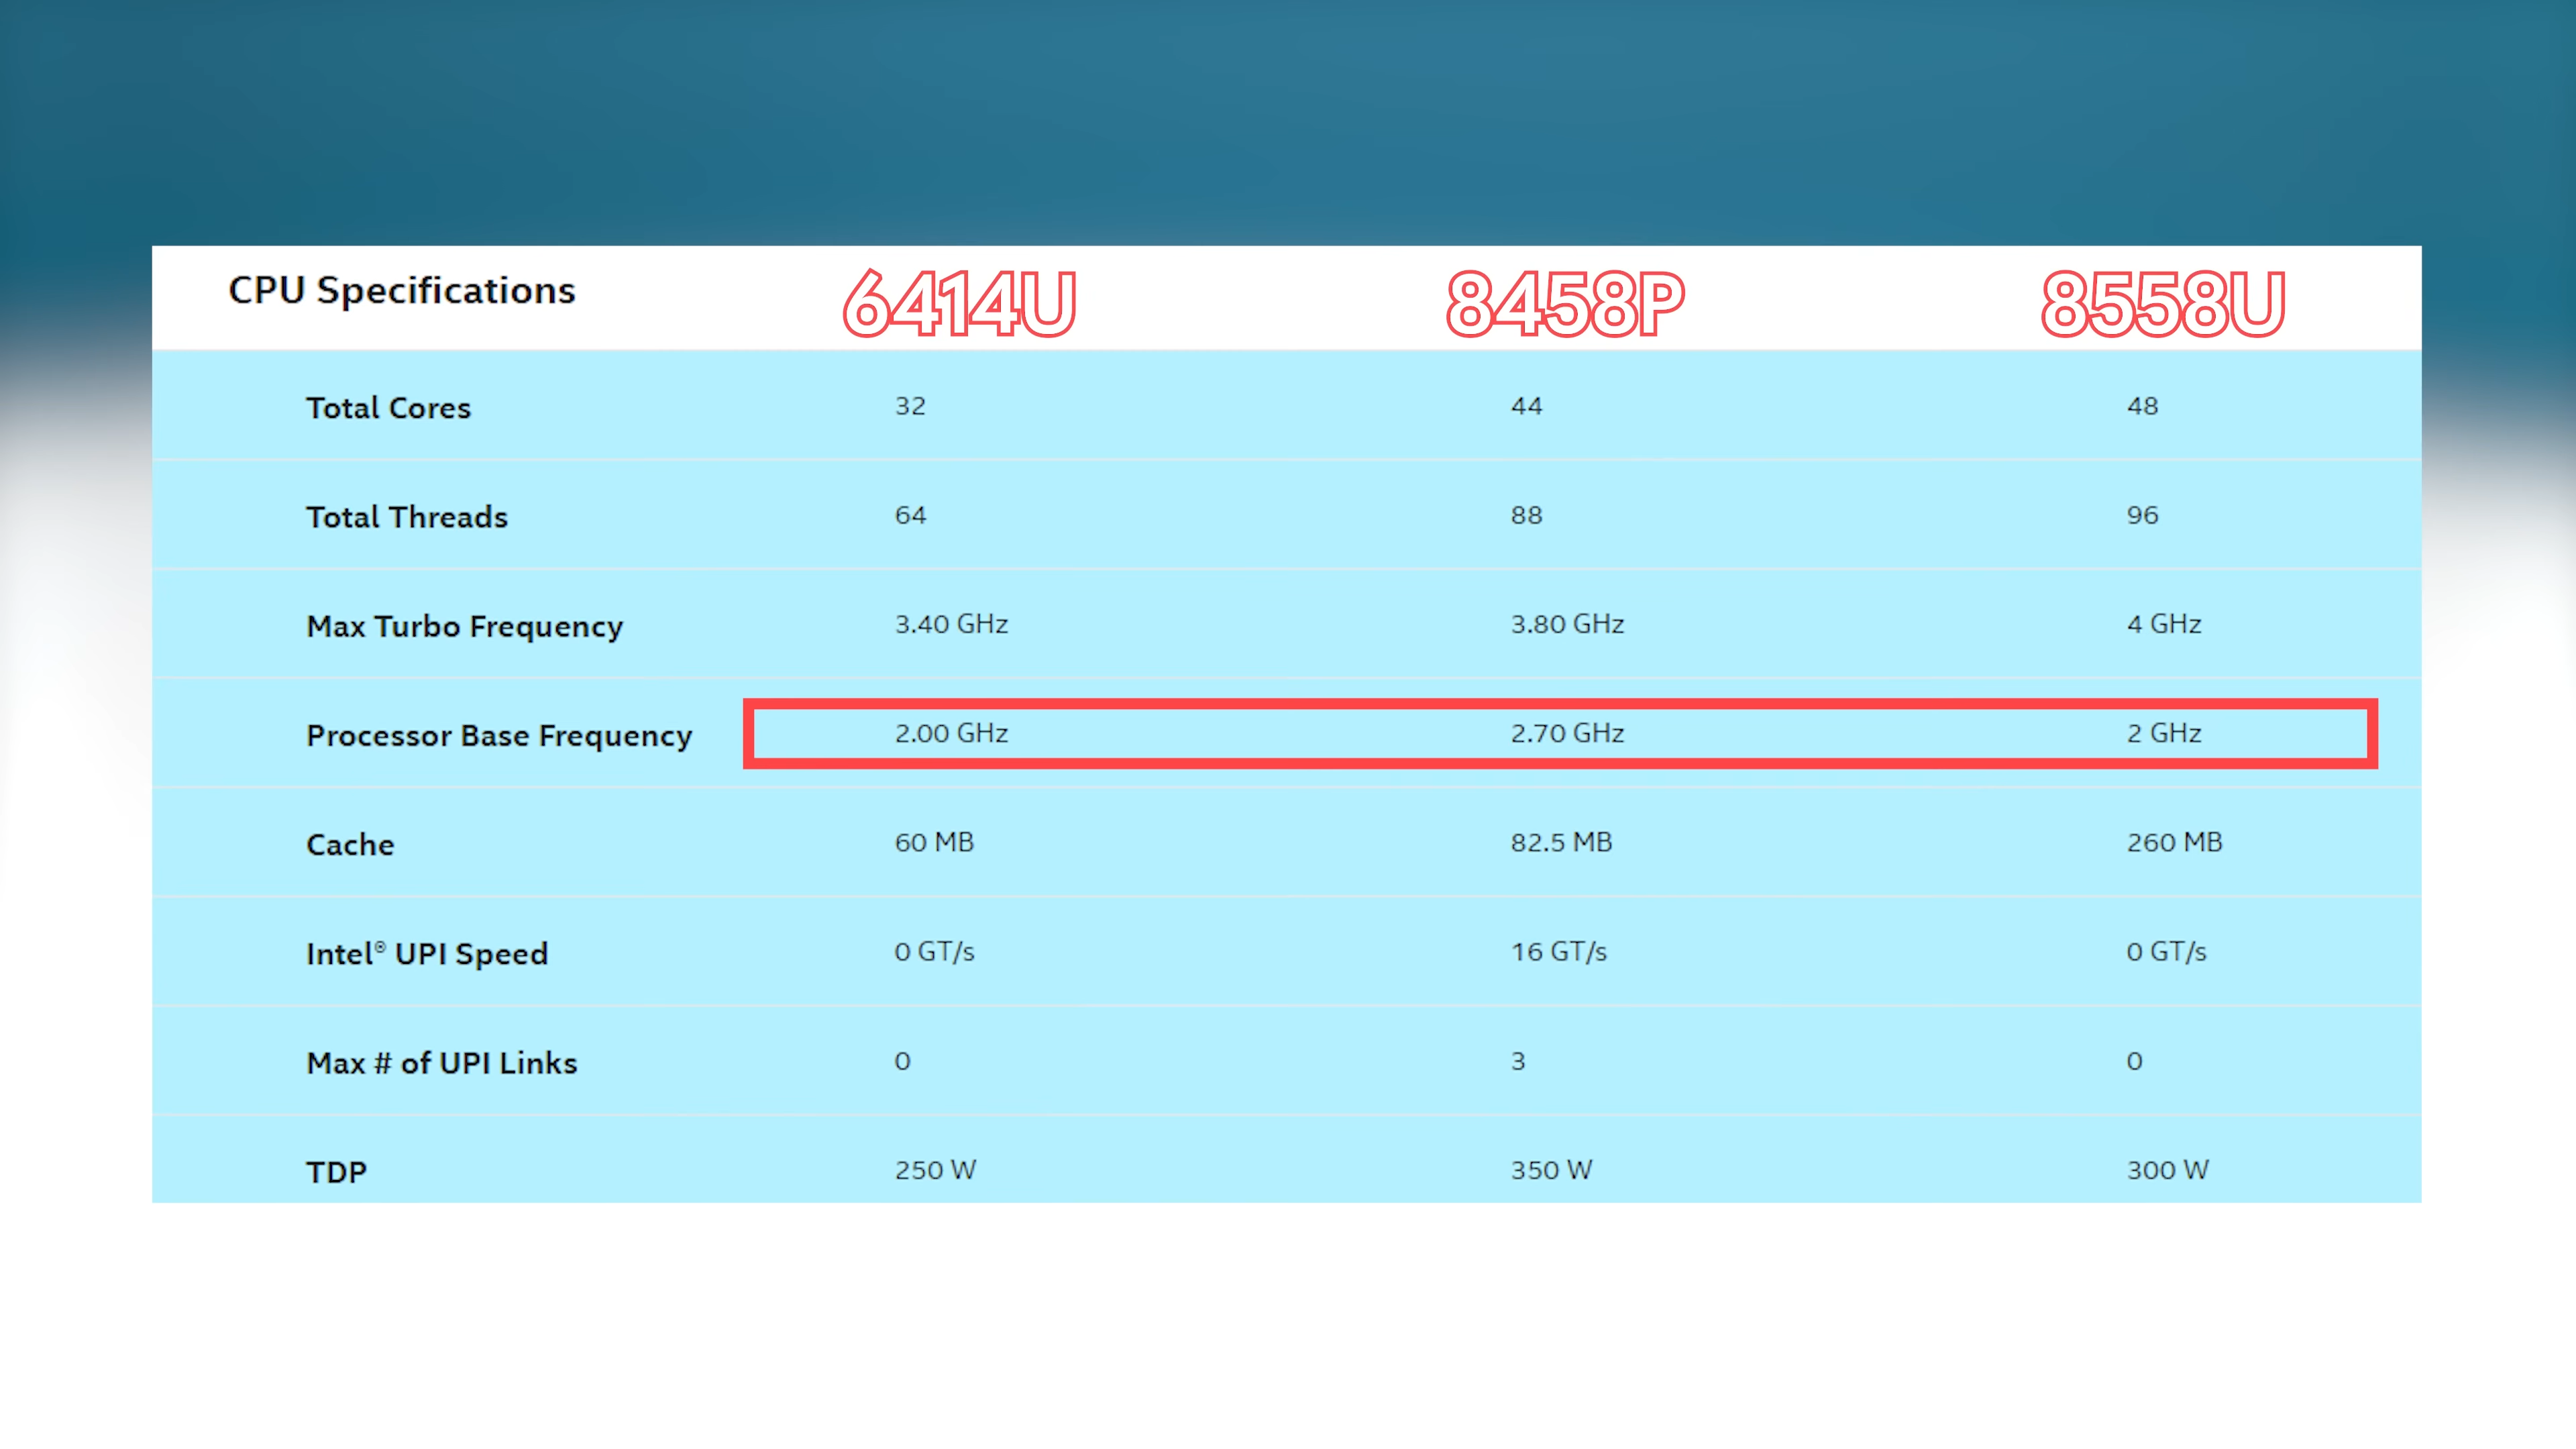 CPU Specifications 6414U 8458P 8558U
Total Cores 32 44 48
Total Threads 64 88 96
Max Turbo Frequency 3.40 GHz 3.80 GHz 4 GHz
Processor Base Frequency 2.00 GHz 2.70 GHz 2 GHz
Cache 60 MB 82.5 MB 260 MB
Intel® UPI Speed 0 GT/s 16 GT/s 0 GT/s
Max # of UPI Links 0 3 0
TDP 250 W 350 W 300 W